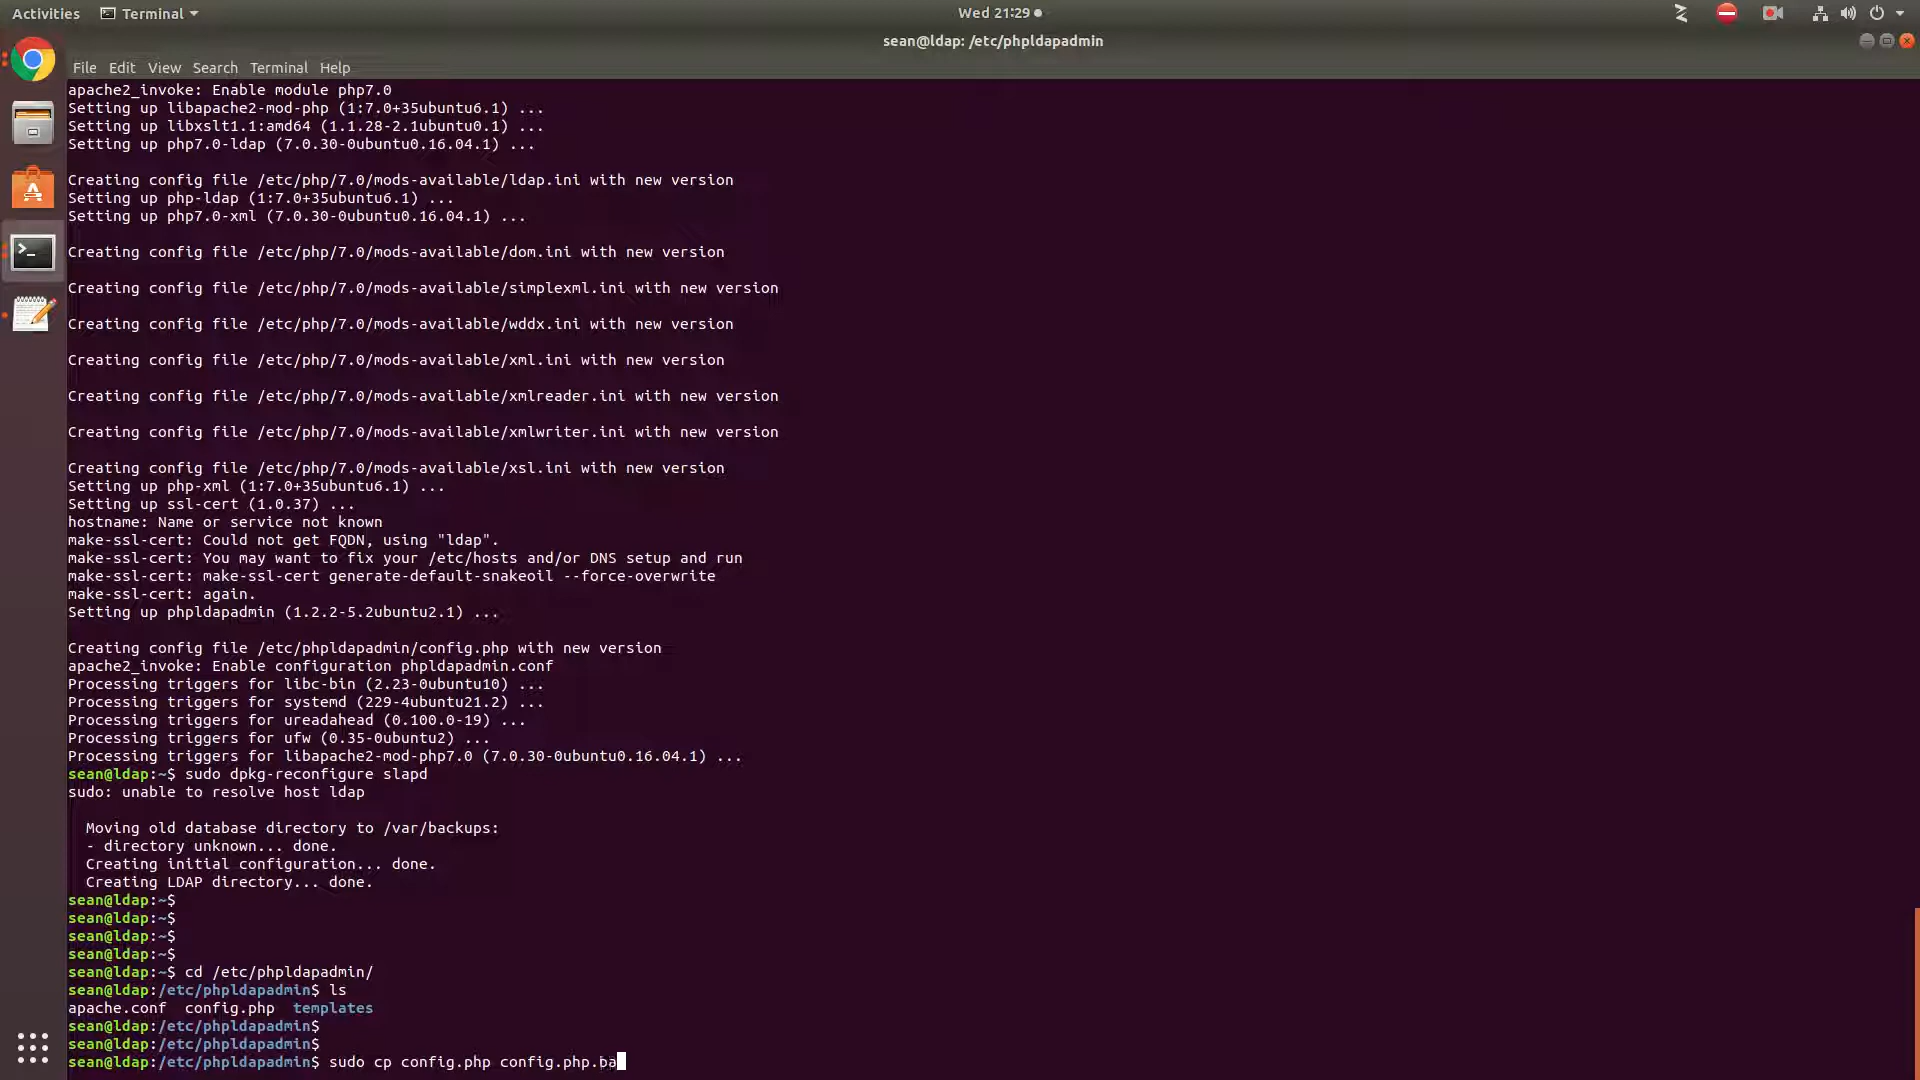 Activities Terminal Wed 21:29
sean@ldap: /etc/phpldapadmin
File Edit View Search Terminal Help
apache2_invoke: Enable module php7.0
Setting up libapache2-mod-php (1:7.0+35ubuntu6.1) ...
Setting up libxslt1.1:amd64 (1.1.28-2.1ubuntu0.1) ...
Setting up php7.0-ldap (7.0.30-0ubuntu0.16.04.1) ...
Creating config file /etc/php/7.0/mods-available/ldap.ini with new version
Setting up php-ldap (1:7.0+35ubuntu6.1) ...
Setting up php7.0-xml (7.0.30-0ubuntu0.16.04.1) ...
Creating config file /etc/php/7.0/mods-available/dom.ini with new version
Creating config file /etc/php/7.0/mods-available/simplexml.ini with new version
Creating config file /etc/php/7.0/mods-available/wddx.ini with new version
Creating config file /etc/php/7.0/mods-available/xml.ini with new version
Creating config file /etc/php/7.0/mods-available/xmlreader.ini with new version
Creating config file /etc/php/7.0/mods-available/xmlwriter.ini with new version
Creating config file /etc/php/7.0/mods-available/xsl.ini with new version
Setting up php-xml (1:7.0+35ubuntu6.1) ...
Setting up ssl-cert (1.0.37) ...
hostname: Name or service not known
make-ssl-cert: Could not get FQDN, using "ldap".
make-ssl-cert: You may want to fix your /etc/hosts and/or DNS setup and run
make-ssl-cert: make-ssl-cert generate-default-snakeoil --force-overwrite
make-ssl-cert: again.
Setting up phpldapadmin (1.2.2-5.2ubuntu2.1) ...
Creating config file /etc/phpldapadmin/config.php with new version
apache2_invoke: Enable configuration phpldapadmin.conf
Processing triggers for libc-bin (2.23-0ubuntu10) ...
Processing triggers for systemd (229-4ubuntu21.2) ...
Processing triggers for ureadahead (0.100.0-19) ...
Processing triggers for ufw (0.35-0ubuntu2) ...
Processing triggers for libapache2-mod-php7.0 (7.0.30-0ubuntu0.16.04.1) ...
sean@ldap:~$ sudo dpkg-reconfigure slapd
sudo: unable to resolve host ldap
Moving old database directory to /var/backups:
- directory unknown... done.
Creating initial configuration... done.
Creating LDAP directory... done.
sean@ldap:~$
sean@ldap:~$
sean@ldap:~$
sean@ldap:~$
sean@ldap:~$ cd /etc/phpldapadmin/
sean@ldap:/etc/phpldapadmin$ ls
apache.conf config.php templates
sean@ldap:/etc/phpldapadmin$
sean@ldap:/etc/phpldapadmin$
sean@ldap:/etc/phpldapadmin$ sudo cp config.php config.php.ba